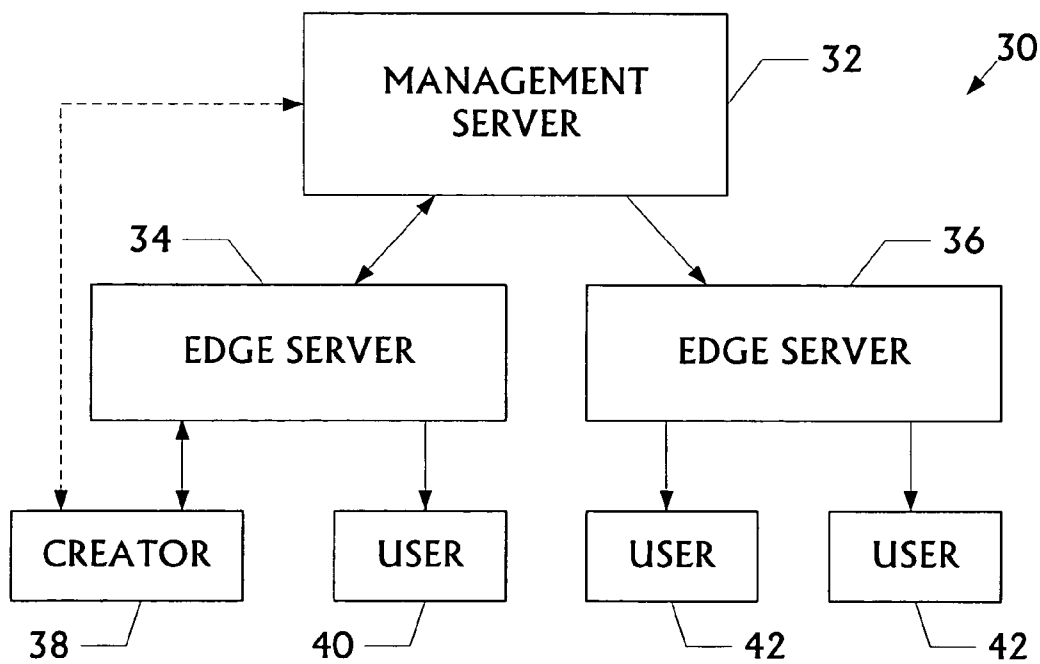 MANAGEMENT
SERVER
32
30
34
36
EDGE SERVER
EDGE SERVER
CREATOR
USER
USER
USER
38
40
42
42